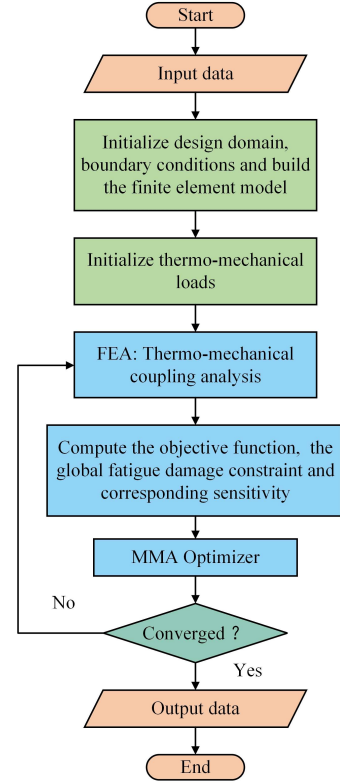 Start
Input data
Initialize design domain,
boundary conditions and build
the finite element model
Initialize thermo-mechanical
loads
FEA: Thermo-mechanical
coupling analysis
Compute the objective function, the
global fatigue damage constraint and
corresponding sensitivity
MMA Optimizer
No
Converged ?
Yes
Output data
End